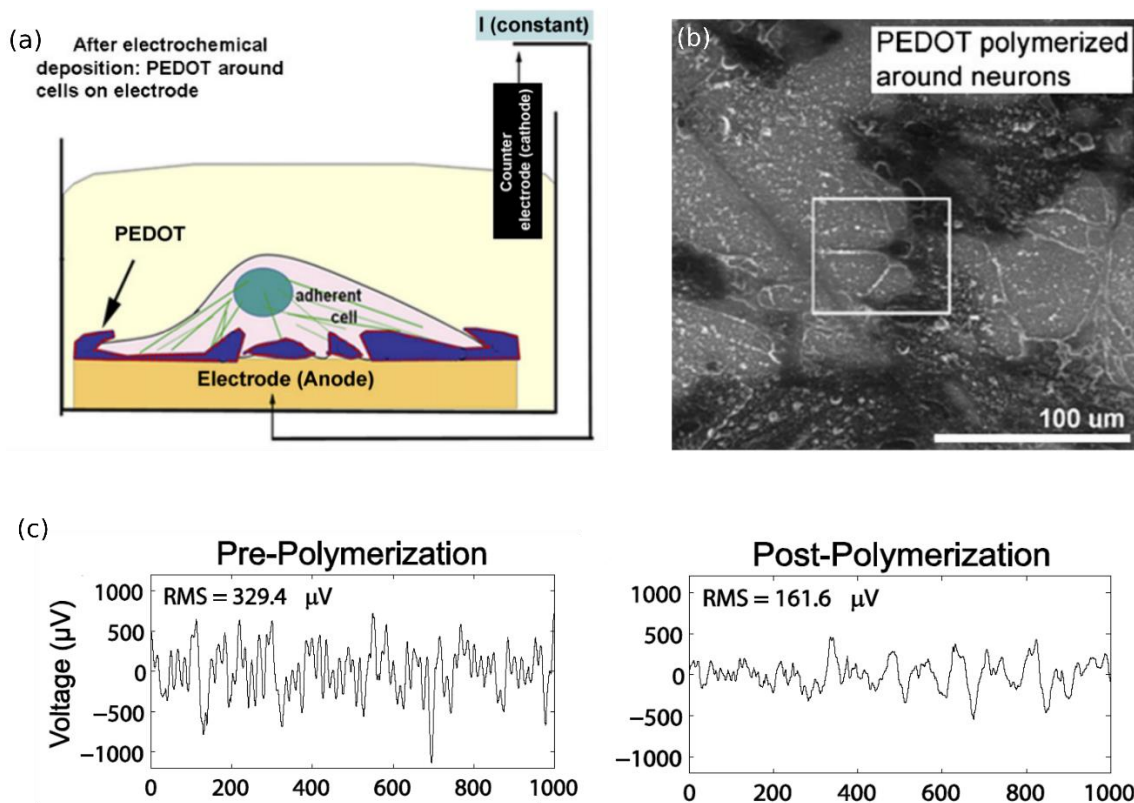 (a)
After electrochemical
deposition: PEDOT around
cells on electrode
I (constant)
Counter
electrode (cathode)
PEDOT
adherent
cell
Electrode (Anode)
(b)
PEDOT polymerized
around neurons
100 um
(c)
Pre-Polymerization
RMS = 329.4 μV
Voltage (μV)
1000
500
0
−500
−1000
0 200 400 600 800 1000
Post-Polymerization
RMS = 161.6 μV
1000
500
0
−500
−1000
0 200 400 600 800 1000